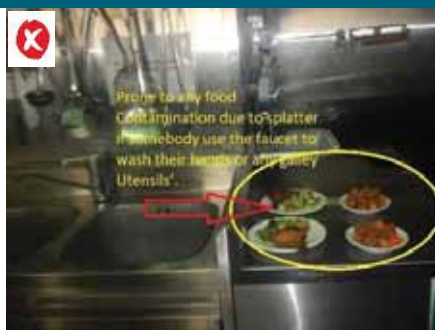 Prone to any food
Contamination due to splatter
if somebody use the faucet to
wash their hands or any galley
Utensils'.